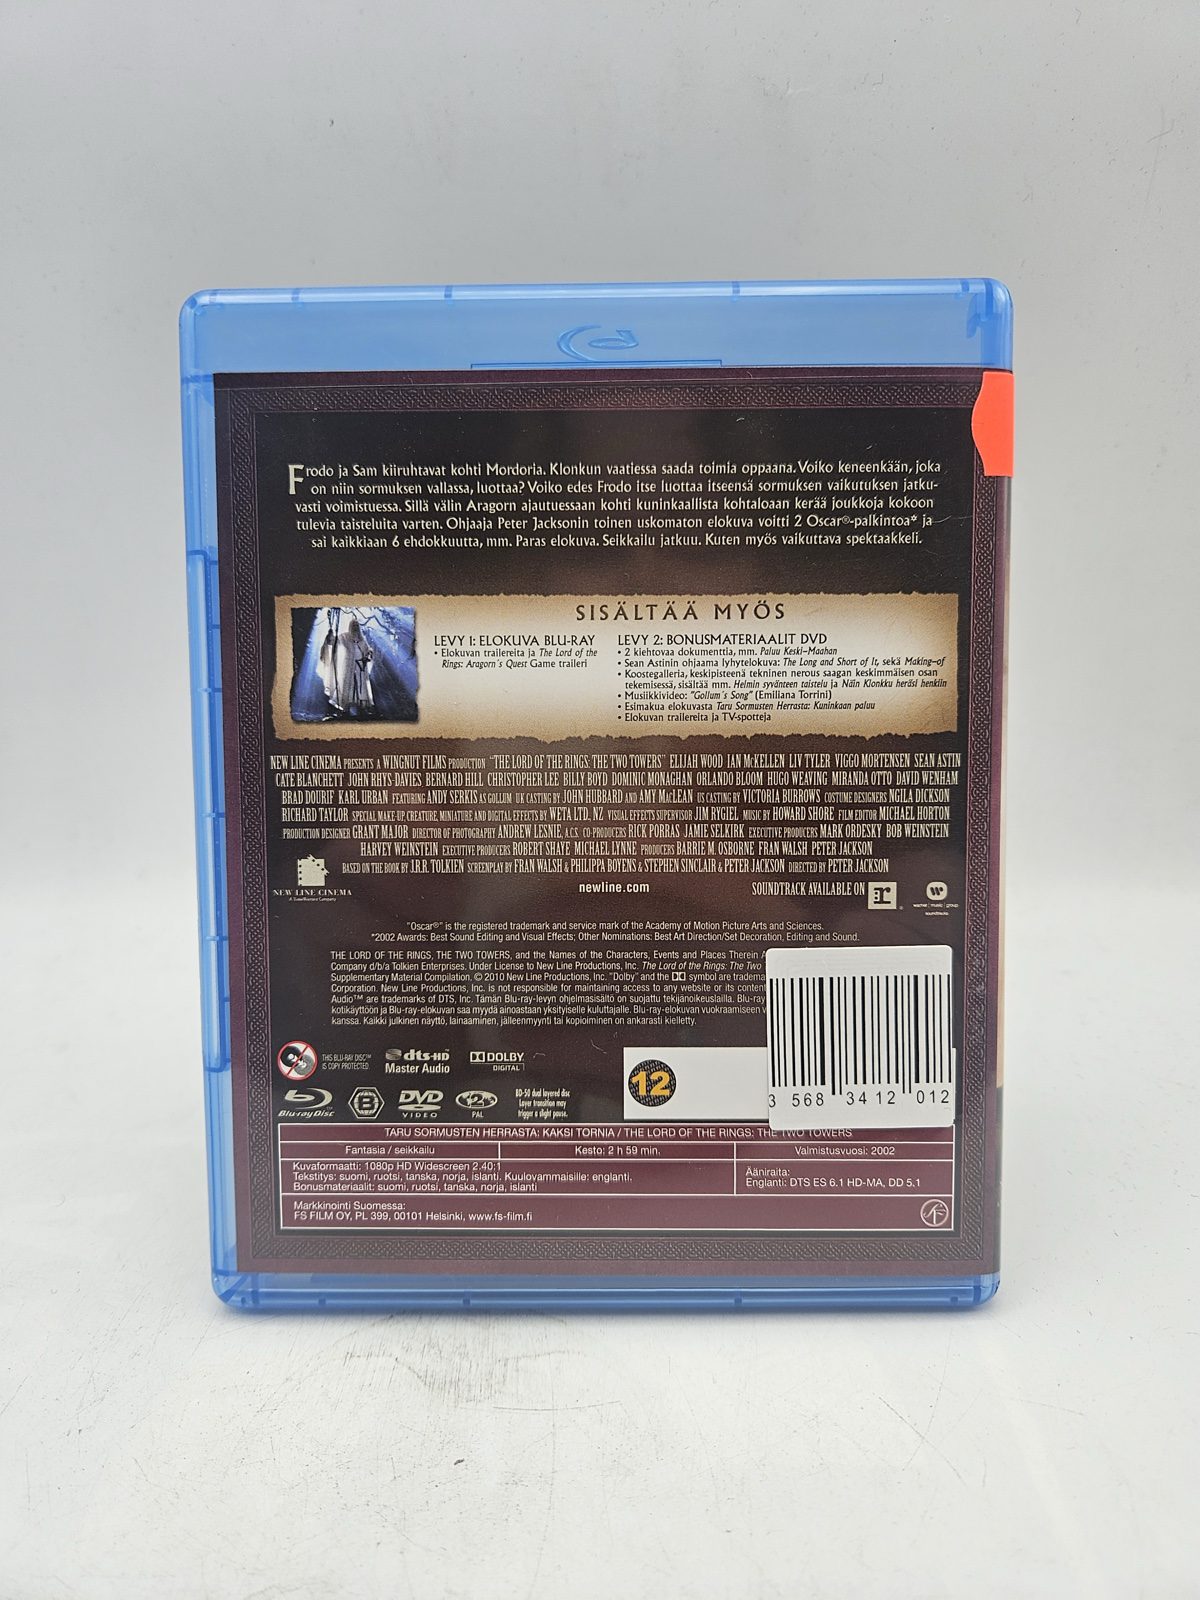 Frodo ja Sam kiiruhtavat kohti Mordoria. Klonkun vaatiessa saada toimia oppaana. Voiko keneenkään, joka
on niin sormuksen vallassa, luottaa? Voiko edes Frodo itse luottaa itseensä sormuksen vaikutuksen jatku-
vasti voimistuessa. Sillä välin Aragorn ajautuessaan kohti kuninkaallista kohtaloaan kerää joukkoja kokoon
tulevia taisteluita varten. Ohjaaja Peter Jacksonin toinen uskomaton elokuva voitti 2 Oscar®-palkintoa* ja
sai kaikkiaan 6 ehdokkuutta, mm. Paras elokuva. Seikkailu jatkuu. Kuten myös vaikuttava spektaakkeli.
SISÄLTÄÄ MYÖS
LEVY 1: ELOKUVA BLU-RAY
• Elokuvan trailereita ja The Lord of the
Rings: Aragorn´s Quest Game traileri
LEVY 2: BONUSMATERIAALIT DVD
• 2 kiehtovaa dokumenttia, mm. Paluu Keski-Maahan
• Sean Astinin ohjaama lyhytelokuva: The Long and Short of It, sekä Making-of
• Koostegalleria, keskipisteenä tekninen nerous saagan keskimmäisen osan
tekemisessä, sisältää mm. Helmin syvänteen taistelu ja Näin Klonkku heräsi henkiin
• Musiikkivideo: "Gollum´s Song" (Emiliana Torrini)
• Esimakua elokuvasta Taru Sormusten Herrasta: Kuninkaan paluu
• Elokuvan trailereita ja TV-spotteja
NEW LINE CINEMA PRESENTS A WINGNUT FILMS PRODUCTION "THE LORD OF THE RINGS: THE TWO TOWERS" ELIJAH WOOD IAN McKELLEN LIV TYLER VIGGO MORTENSEN SEAN ASTIN
CATE BLANCHETT JOHN RHYS-DAVIES BERNARD HILL CHRISTOPHER LEE BILLY BOYD DOMINIC MONAGHAN ORLANDO BLOOM HUGO WEAVING MIRANDA OTTO DAVID WENHAM
BRAD DOURIF KARL URBAN FEATURING ANDY SERKIS AS GOLLUM UK CASTING BY JOHN HUBBARD AND AMY MacLEAN US CASTING BY VICTORIA BURROWS COSTUME DESIGNERS NGILA DICKSON
RICHARD TAYLOR SPECIAL MAKE-UP, CREATURE, MINIATURE AND DIGITAL EFFECTS BY WETA LTD., NZ VISUAL EFFECTS SUPERVISOR JIM RYGIEL MUSIC BY HOWARD SHORE FILM EDITOR MICHAEL HORTON
PRODUCTION DESIGNER GRANT MAJOR DIRECTOR OF PHOTOGRAPHY ANDREW LESNIE, A.C.S. CO-PRODUCERS RICK PORRAS JAMIE SELKIRK EXECUTIVE PRODUCERS MARK ORDESKY BOB WEINSTEIN
HARVEY WEINSTEIN EXECUTIVE PRODUCERS ROBERT SHAYE MICHAEL LYNNE PRODUCERS BARRIE M. OSBORNE FRAN WALSH PETER JACKSON
BASED ON THE BOOK BY J.R.R. TOLKIEN SCREENPLAY BY FRAN WALSH & PHILIPPA BOYENS & STEPHEN SINCLAIR & PETER JACKSON DIRECTED BY PETER JACKSON
NEW LINE CINEMA
A TimeWarner Company
newline.com
SOUNDTRACK AVAILABLE ON
warner music group
soundtracks
"Oscar®" is the registered trademark and service mark of the Academy of Motion Picture Arts and Sciences.
*2002 Awards: Best Sound Editing and Visual Effects; Other Nominations: Best Art Direction/Set Decoration, Editing and Sound.
THE LORD OF THE RINGS, THE TWO TOWERS, and the Names of the Characters, Events and Places Therein A
Company d/b/a Tolkien Enterprises. Under License to New Line Productions, Inc. The Lord of the Rings: The Two
Supplementary Material Compilation. © 2010 New Line Productions, Inc. "Dolby" and the DD symbol are tradema
Corporation. New Line Productions, Inc. is not responsible for maintaining access to any website or its content
Audio™ are trademarks of DTS, Inc. Tämän Blu-ray-levyn ohjelmasisältö on suojattu tekijänoikeuslailla. Blu-ray
kotikäyttöön ja Blu-ray-elokuvan saa myydä ainoastaan yksityiselle kuluttajalle. Blu-ray-elokuvan vuokraamiseen v
kanssa. Kaikki julkinen näyttö, lainaaminen, jälleenmyynti tai kopioiminen on ankarasti kielletty.
THIS BLU-RAY DISC™
IS COPY PROTECTED.
dts-HD
Master Audio
DOLBY
DIGITAL
Blu-ray Disc
B
DVD
VIDEO
2
PAL
BD-50 dual layered disc
Layer transition may
trigger a slight pause.
12
3 568 3412 012
TARU SORMUSTEN HERRASTA: KAKSI TORNIA / THE LORD OF THE RINGS: THE TWO TOWERS
Fantasia / seikkailu
Kesto: 2 h 59 min.
Valmistusvuosi: 2002
Kuvaformaatti: 1080p HD Widescreen 2.40:1
Tekstitys: suomi, ruotsi, tanska, norja, islanti. Kuulovammaisille: englanti.
Bonusmateriaalit: suomi, ruotsi, tanska, norja, islanti
Ääniraita:
Englanti: DTS ES 6.1 HD-MA, DD 5.1
Markkinointi Suomessa:
FS FILM OY, PL 399, 00101 Helsinki, www.fs-film.fi
SF